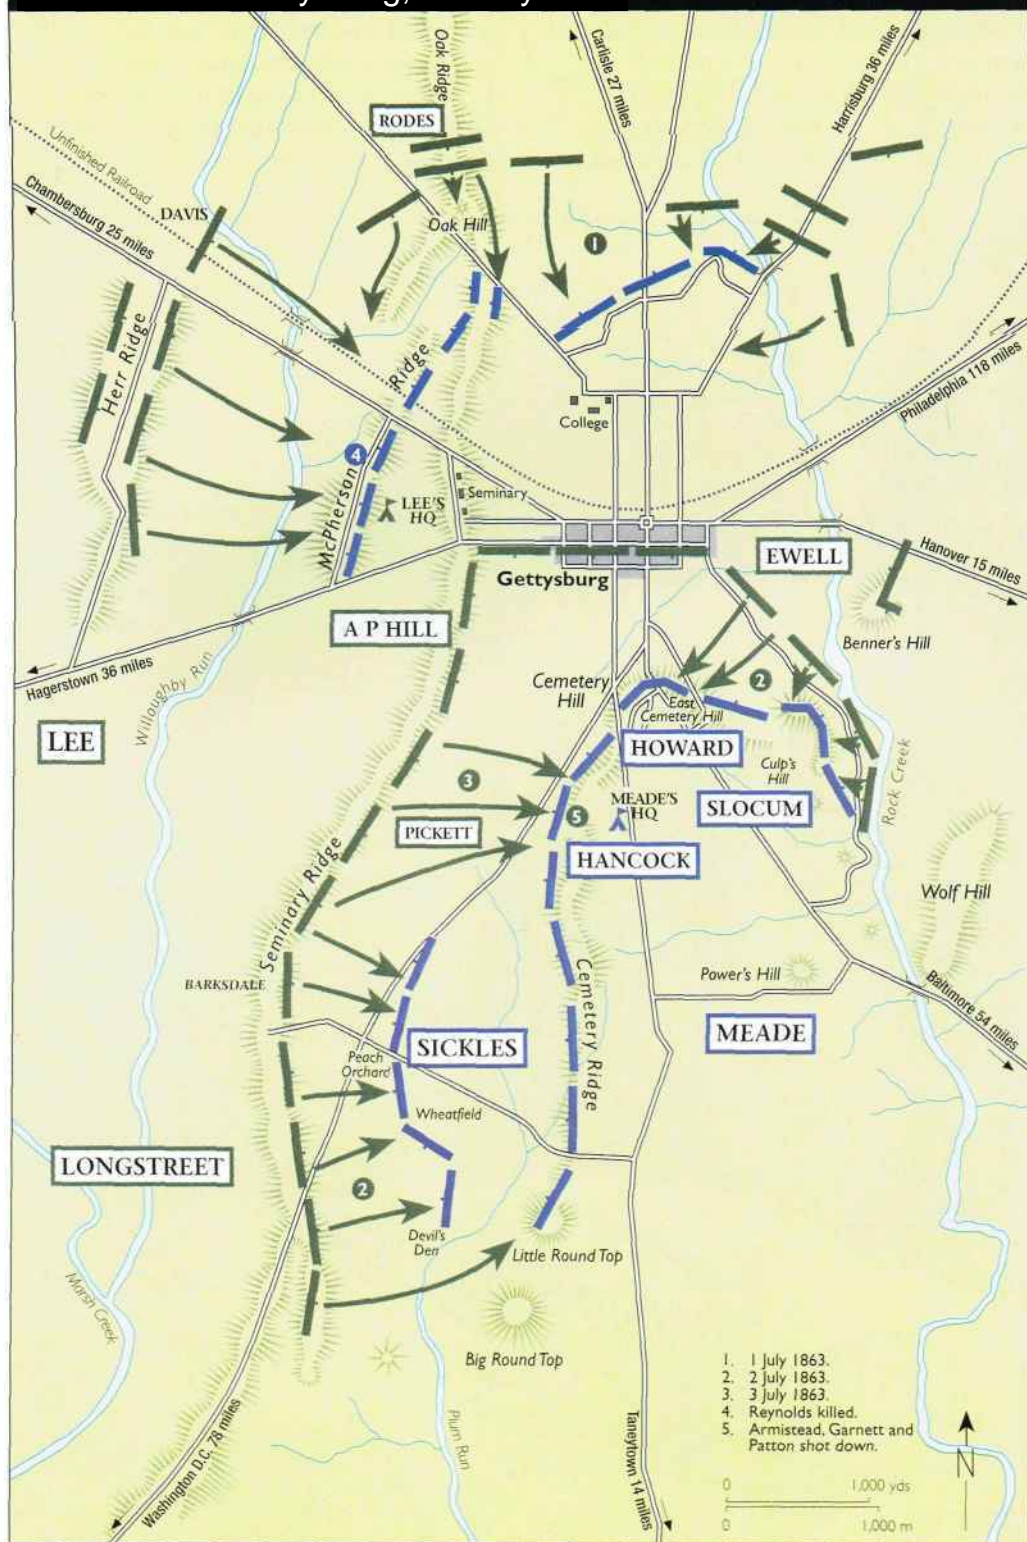 Oak Ridge
Carlisle 27 miles
Harrisburg 36 miles
RODES
Unfinished Railroad
Chambersburg 25 miles
DAVIS
Oak Hill
1
Herr Ridge
Ridge
Philadelphia 118 miles
College
4
McPherson
LEE'S
HQ
Seminary
Gettysburg
EWELL
Hanover 15 miles
A P HILL
Benner's Hill
Hagerstown 36 miles
Willoughby Run
Cemetery
Hill
2
East
Cemetery Hill
LEE
HOWARD
Culp's
Hill
Rock Creek
3
MEADE'S
HQ
SLOCUM
PICKETT
5
HANCOCK
Wolf Hill
Seminary Ridge
BARKSDALE
Cemetery Ridge
Power's Hill
Baltimore 54 miles
SICKLES
MEADE
Peach
Orchard
Wheatfield
LONGSTREET
2
Devil's
Den
Little Round Top
Marsh Creek
Big Round Top
1. 1 July 1863.
2. 2 July 1863.
3. 3 July 1863.
4. Reynolds killed.
5. Armistead, Garnett and
Patton shot down.
Washington D.C. 78 miles
Plum Run
Taneytown 14 miles
N
0 1,000 yds
0 1,000 m